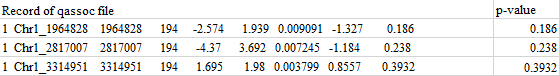 Record of qassoc file p-value
1 Chr1_1964828 1964828 194 -2.574 1.939 0.009091 -1.327 0.186 0.186
1 Chr1_2817007 2817007 194 -4.37 3.692 0.007245 -1.184 0.238 0.238
1 Chr1_3314951 3314951 194 1.695 1.98 0.003799 0.8557 0.3932 0.3932